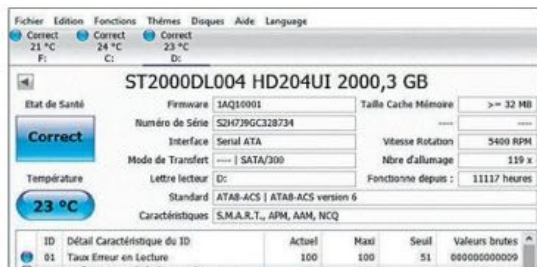 Fichier Edition Fonctions Thèmes Disques Aide Language
Correct Correct Correct
21 °C 24 °C 23 °C
F: C: D:
ST2000DL004 HD204UI 2000,3 GB
Etat de Santé Firmware 1AQ10001 Taille Cache Mémoire >= 32 MB
Numéro de Série S2H7J9GC328734 ---- ----
Correct Interface Serial ATA Vitesse Rotation 5400 RPM
Mode de Transfert ---- | SATA/300 Nbre d'allumage 119 x
Température Lettre lecteur D: Fonctionne depuis : 11117 heures
23 °C Standard ATA8-ACS | ATA8-ACS version 6
Caractéristiques S.M.A.R.T., APM, AAM, NCQ
ID Détail Caractéristique du ID Actuel Maxi Seuil Valeurs brutes
01 Taux Erreur en Lecture 100 100 51 000000000009